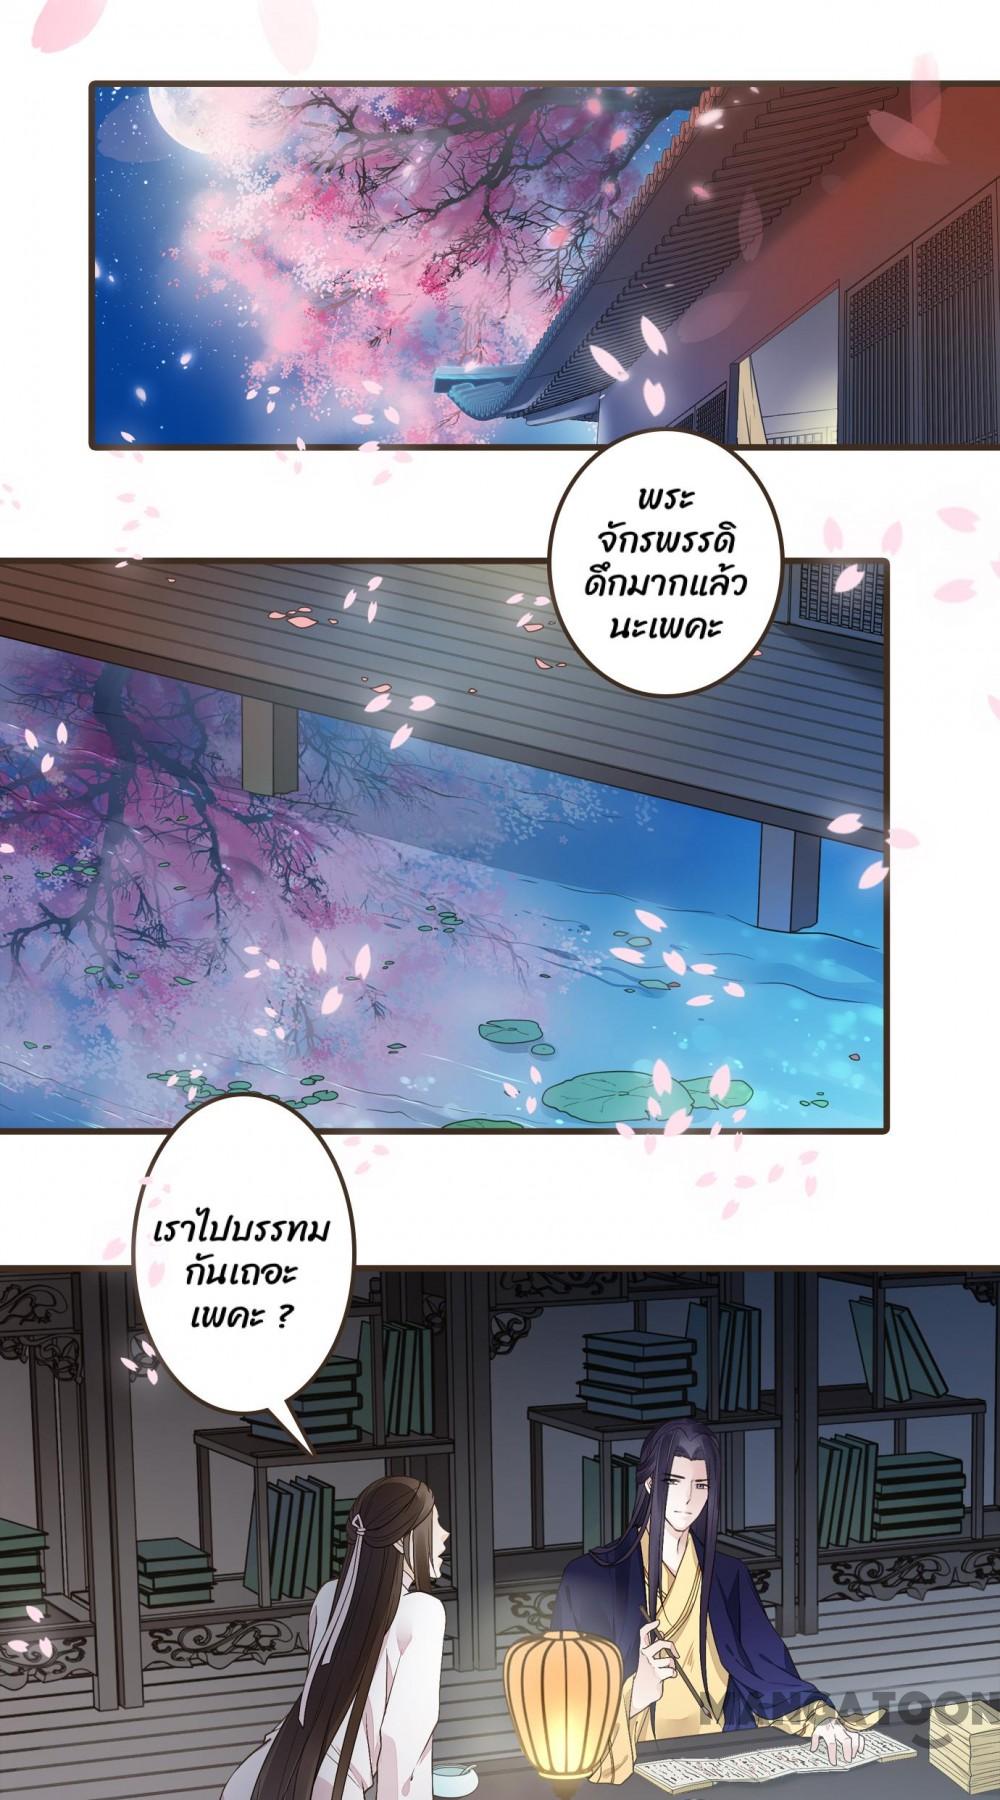 พระ
จักรพรรดิ
ดึกมากแล้ว
นะเพคะ
เราไปบรรทม
กันเถอะ
เพคะ ?
MANGATOON